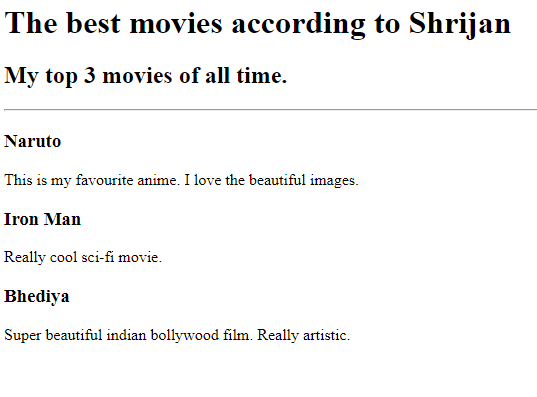 The best movies according to Shrijan
My top 3 movies of all time.
Naruto
This is my favourite anime. I love the beautiful images.
Iron Man
Really cool sci-fi movie.
Bhediya
Super beautiful indian bollywood film. Really artistic.